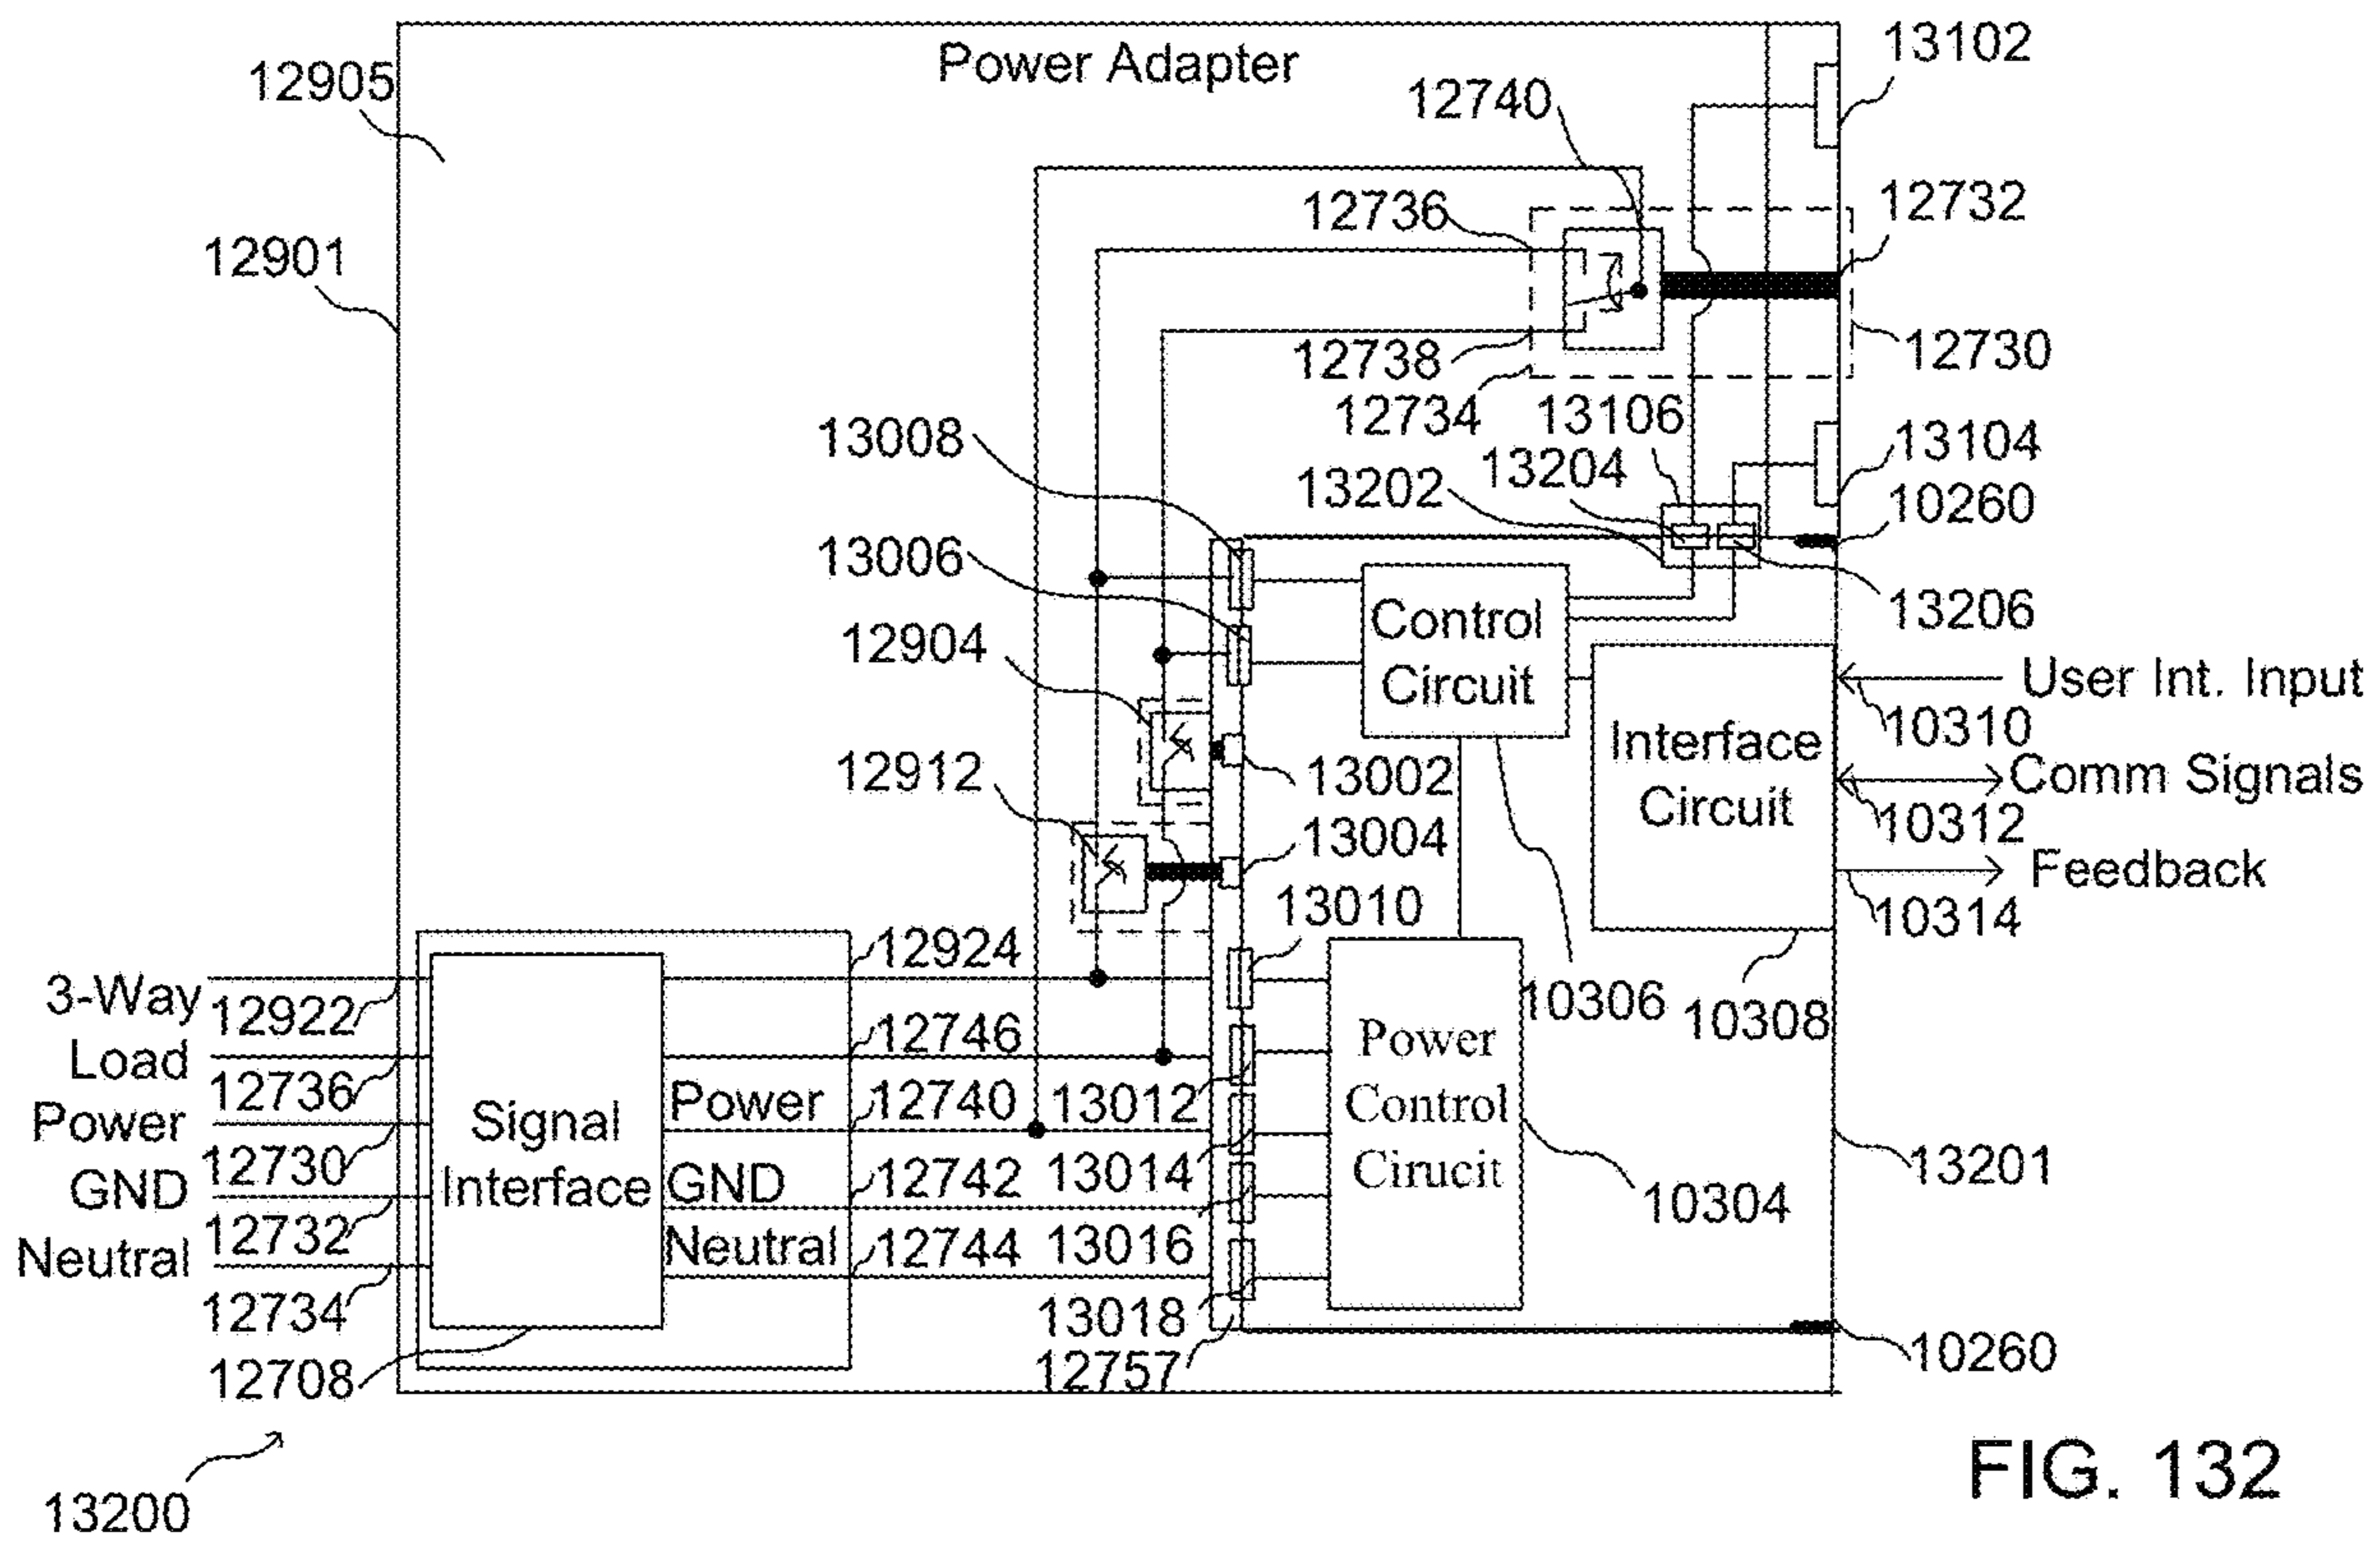 Power Adapter
13102
12905
12740
12736
12732
12901
12738
12730
12734
13106
13008
13204
13104
13202
10260
13006
13206
12904
Control
Circuit
User Int. Input
10310
Interface
Circuit
12912
13002
Comm Signals
10312
13004
Feedback
13010
10314
12924
3-Way
12922
10306
10308
12746
Load
12736
Power
Control
Cirucit
Power
12740
13012
Power
12730
Signal
Interface
GND
12742
13014
13201
GND
12732
10304
Neutral
12744
13016
Neutral
12734
13018
12757
10260
12708
13200
FIG. 132